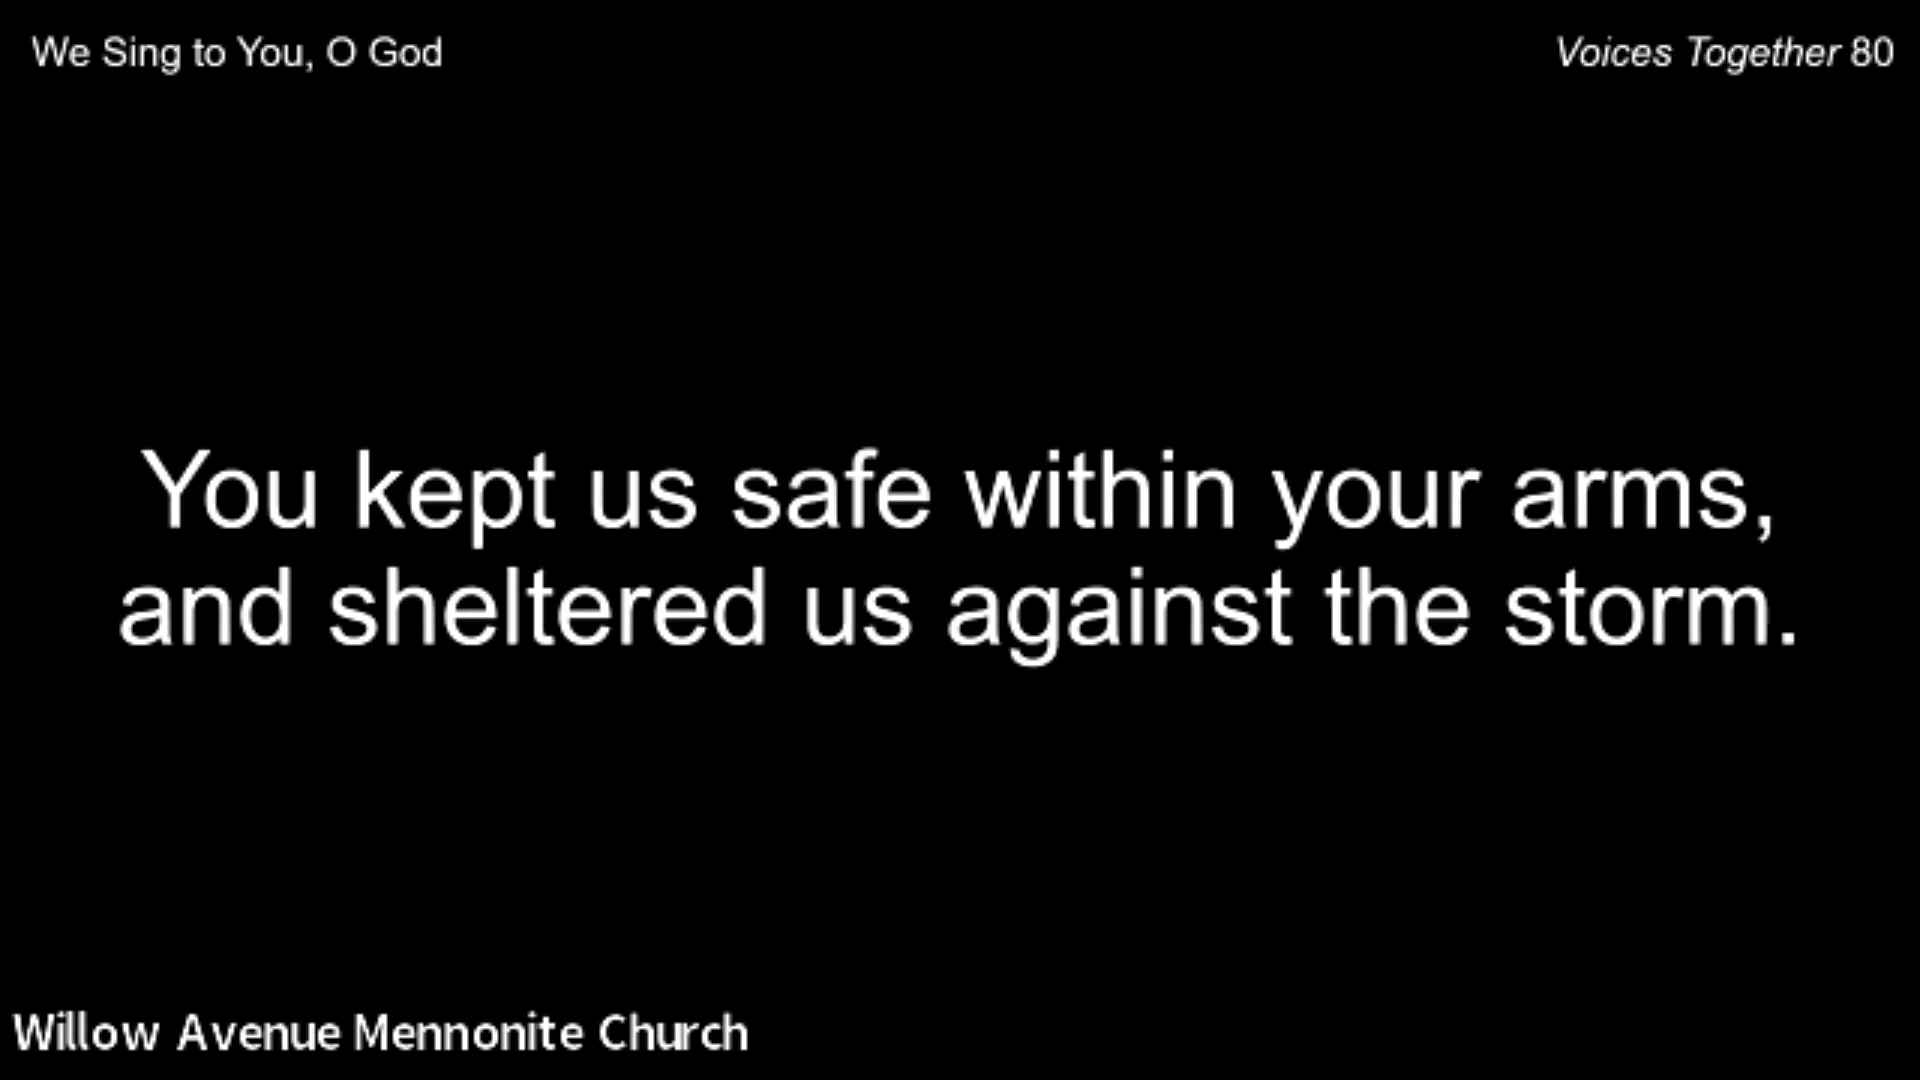 We Sing to You, O God
Voices Together 80
You kept us safe within your arms,
and sheltered us against the storm.
Willow Avenue Mennonite Church